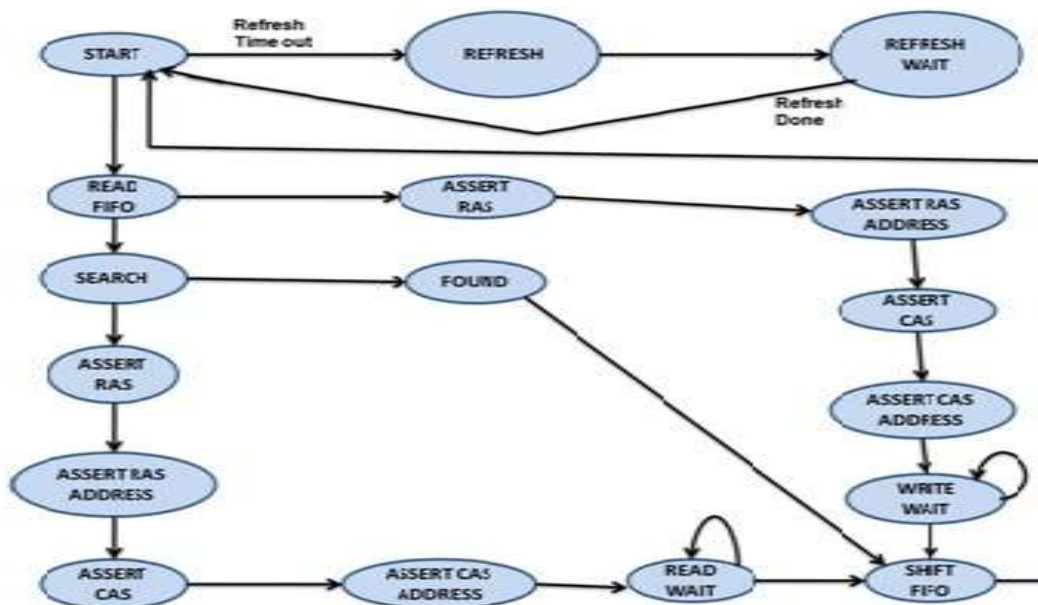 Refresh
Time out
START
REFRESH
REFRESH
WAIT
Refresh
Done
READ
FIFO
ASSERT
RAS
ASSERT RAS
ADDRESS
SEARCH
FOUND
ASSERT
CAS
ASSERT
RAS
ASSERT CAS
ADDRESS
ASSERT RAS
ADDRESS
WRITE
WAIT
ASSERT
CAS
ASSERT CAS
ADDRESS
READ
WAIT
SHIFT
FIFO